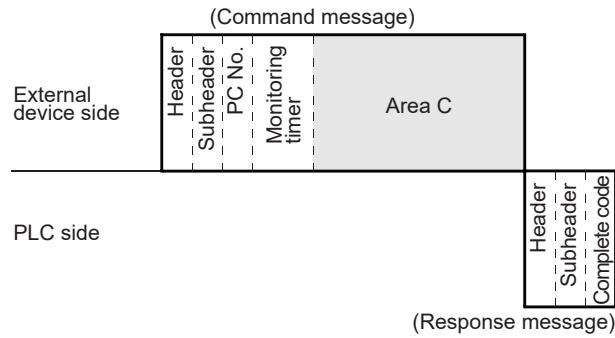 (Command message)
External
device side
Header
Subheader
PC No.
Monitoring
timer
Area C
PLC side
Header
Subheader
Complete code
(Response message)